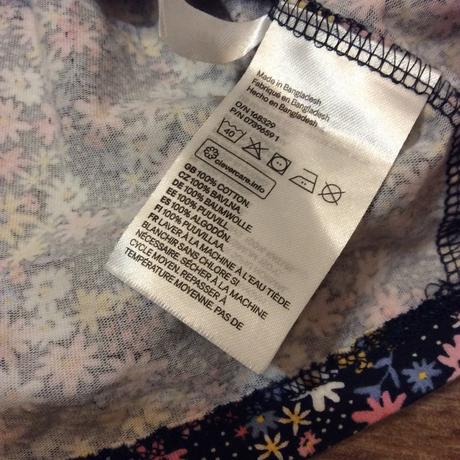 Made in Bangladesh
Fabriqué en Bangladesh
Hecho en Bangladesh
O/N 168329
P/N 0739659 1
40
clevercare.info
GB 100% COTTON.
CZ 100% BAVLNA.
DE 100% BAUMWOLLE
EE 100% PUUVILL.
ES 100% ALGODÓN.
FI 100% PUUVILLAA.
FR LAVER À LA MACHINE À L'EAU TIÈDE.
BLANCHIR SANS CHLORE SI
NÉCESSAIRE. SÉCHER À LA MACHINE
CYCLE MOYEN. REPASSER À
TEMPÉRATURE MOYENNE. PAS DE